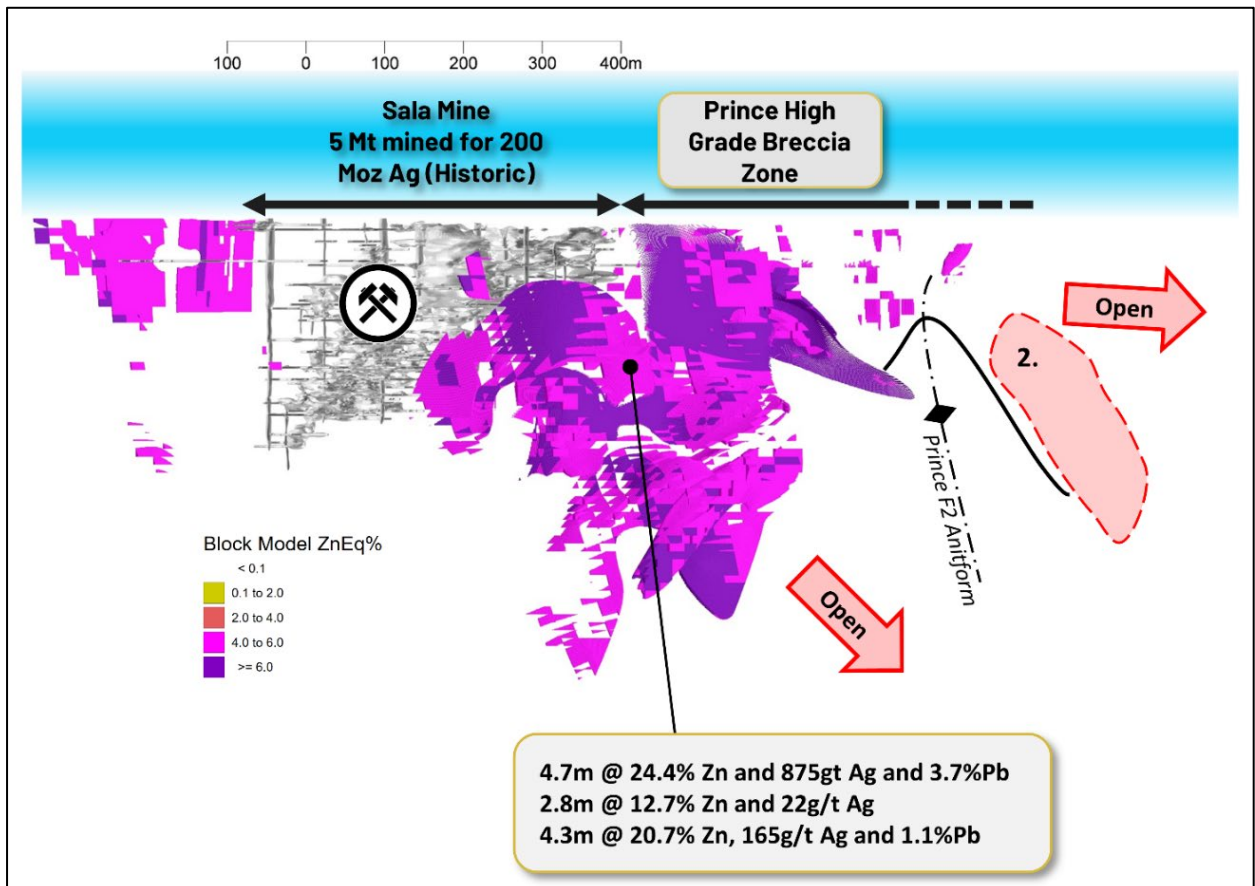 100 0 100 200 300 400m
Sala Mine
5 Mt mined for 200
Moz Ag (Historic)
Prince High
Grade Breccia
Zone
Open
2.
Prince F2 Anitform
Open
Block Model ZnEq%
< 0.1
0.1 to 2.0
2.0 to 4.0
4.0 to 6.0
>= 6.0
4.7m @ 24.4% Zn and 875gt Ag and 3.7%Pb
2.8m @ 12.7% Zn and 22g/t Ag
4.3m @ 20.7% Zn, 165g/t Ag and 1.1%Pb